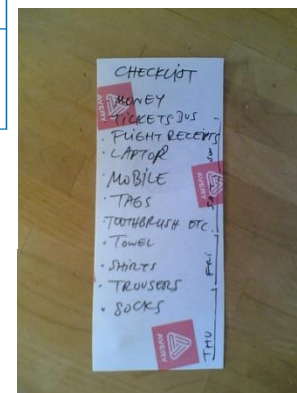 CHECKLIST
· MONEY
· TICKETS BUS
· FLIGHT RECEPTS
· LAPTOP
· MOBILE
· TAGS
· TOOTHBRUSH ETC.
· TOWEL
· SHIRTS
· TROUSERS
· SOCKS
THU
FRI
AVERY
AVERY
AVERY